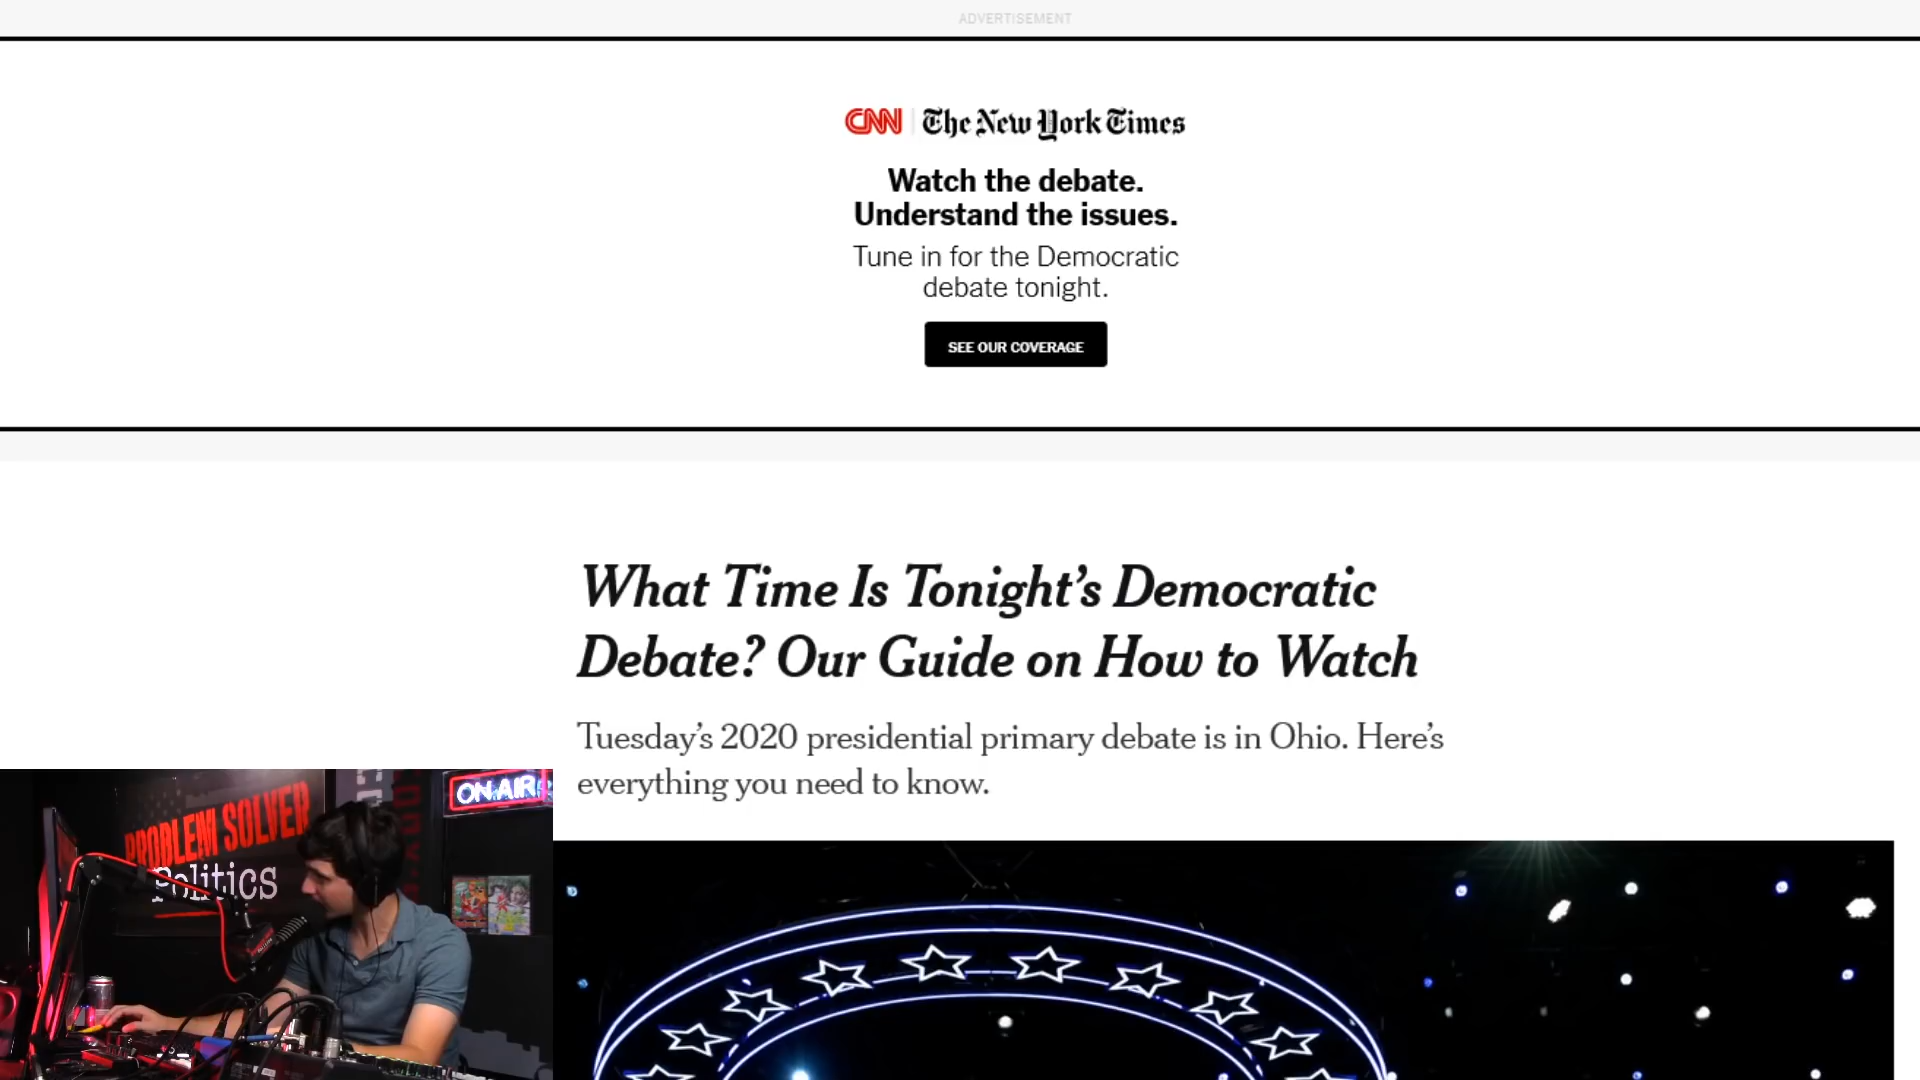 ADVERTISEMENT
CNN | The New York Times
Watch the debate.
Understand the issues.
Tune in for the Democratic
debate tonight.
SEE OUR COVERAGE
What Time Is Tonight’s Democratic
Debate? Our Guide on How to Watch
Tuesday’s 2020 presidential primary debate is in Ohio. Here’s
everything you need to know.
ON AIR
PROBLEM SOLVER
Politics